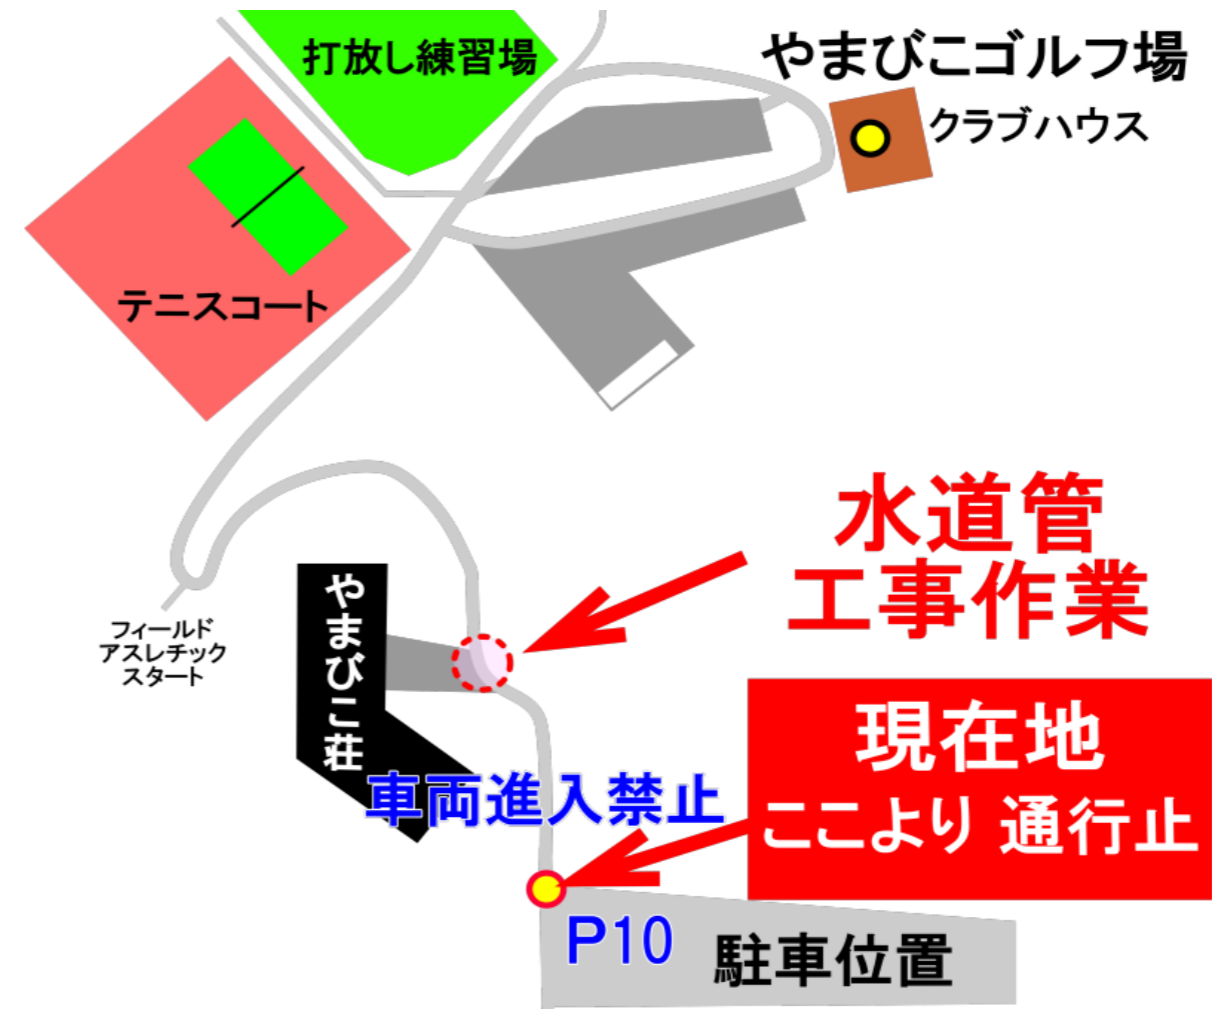 打放し練習場
やまびこゴルフ場
クラブハウス
テニスコート
水道管
工事作業
フィールド
アスレチック
スタート
やまびこ荘
現在地
ここより 通行止
車両進入禁止
P10
駐車位置